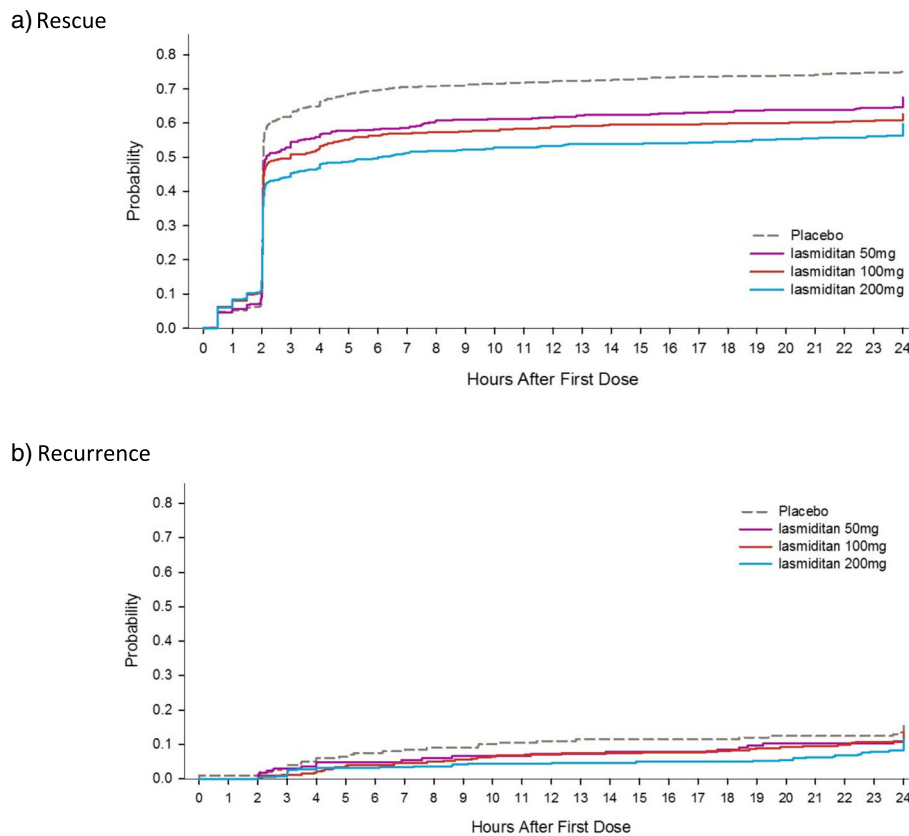 a) Rescue
0.8
0.7
0.6
0.5
0.4
0.3
0.2
0.1
0.0
Probability
Placebo
lasmiditan 50mg
lasmiditan 100mg
lasmiditan 200mg
0 1 2 3 4 5 6 7 8 9 10 11 12 13 14 15 16 17 18 19 20 21 22 23 24
Hours After First Dose
b) Recurrence
0.8
0.7
0.6
0.5
0.4
0.3
0.2
0.1
0.0
Probability
Placebo
lasmiditan 50mg
lasmiditan 100mg
lasmiditan 200mg
0 1 2 3 4 5 6 7 8 9 10 11 12 13 14 15 16 17 18 19 20 21 22 23 24
Hours After First Dose